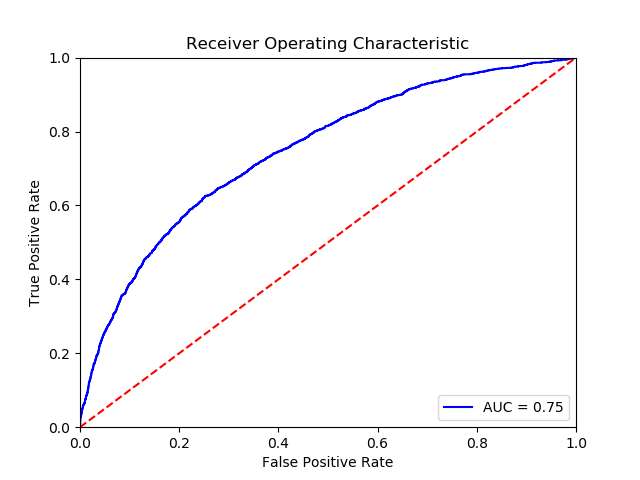 Receiver Operating Characteristic
1.0
0.8
0.6
0.4
0.2
0.0
True Positive Rate
AUC = 0.75
0.0 0.2 0.4 0.6 0.8 1.0
False Positive Rate